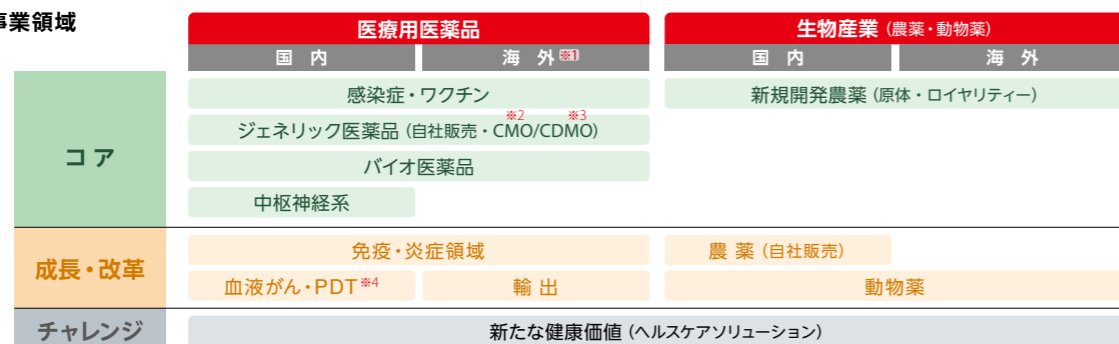 事業領域
医療用医薬品 生物産業（農薬・動物薬）
国 内 海 外※1 国 内 海 外
コア
感染症・ワクチン 新規開発農薬（原体・ロイヤリティー）
ジェネリック医薬品（自社販売・CMO※2/CDMO※3）
バイオ医薬品
中枢神経系
成長・改革
免疫・炎症領域 農 薬（自社販売）
血液がん・PDT※4 輸 出 動物薬
チャレンジ 新たな健康価値（ヘルスケアソリューション）